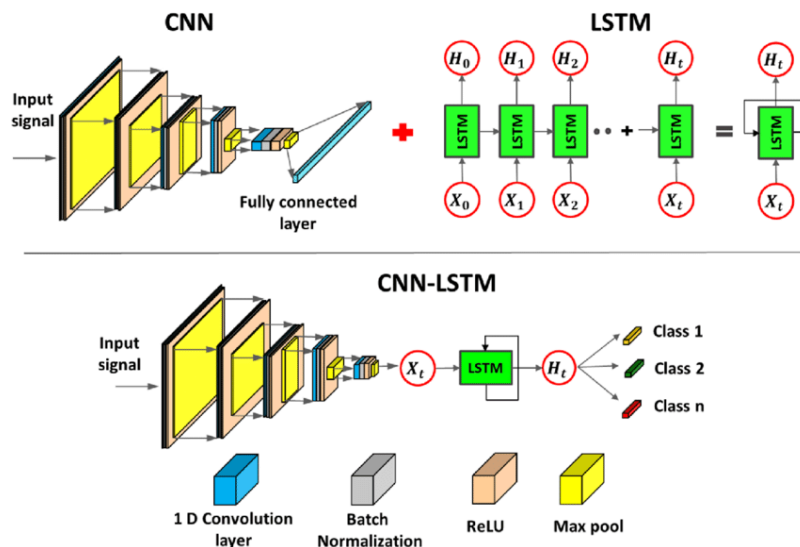 CNN
LSTM
Input
signal
Fully connected
layer
+
H₀ H₁ H₂ Hₜ Hₜ
LSTM LSTM LSTM + LSTM = LSTM
X₀ X₁ X₂ Xₜ Xₜ
CNN-LSTM
Input
signal
Xₜ LSTM Hₜ
Class 1
Class 2
Class n
1 D Convolution
layer
Batch
Normalization
ReLU
Max pool